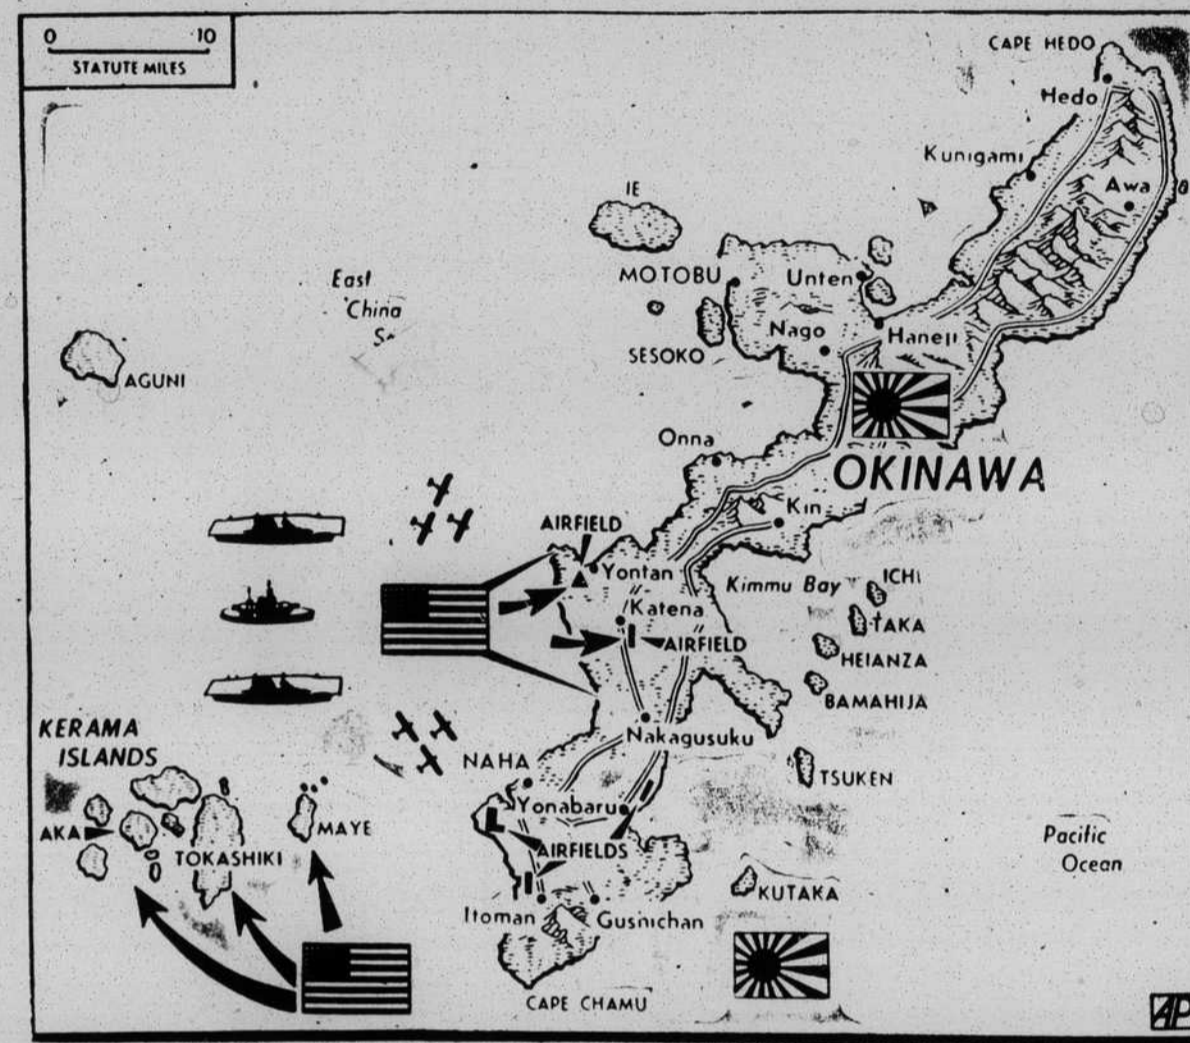 0 10
STATUTE MILES
CAPE HEDO
Hedo
Kunigami
Awa
IE
MOTOBU
Unten
East
China
Nago
Haneji
SESOKO
AGUNI
Onna
OKINAWA
Kin
AIRFIELD
Yontan
Kimmu Bay
ICHI
TAKA
Katena
AIRFIELD
HEIANZA
BAMAHIJA
KERAMA
ISLANDS
Nakagusuku
NAHA
TSUKEN
Yonabaru
AKA
MAYE
TOKASHIKI
AIRFIELDS
Pacific
Ocean
KUTAKA
Itoman
Gushichan
CAPE CHAMU
AP